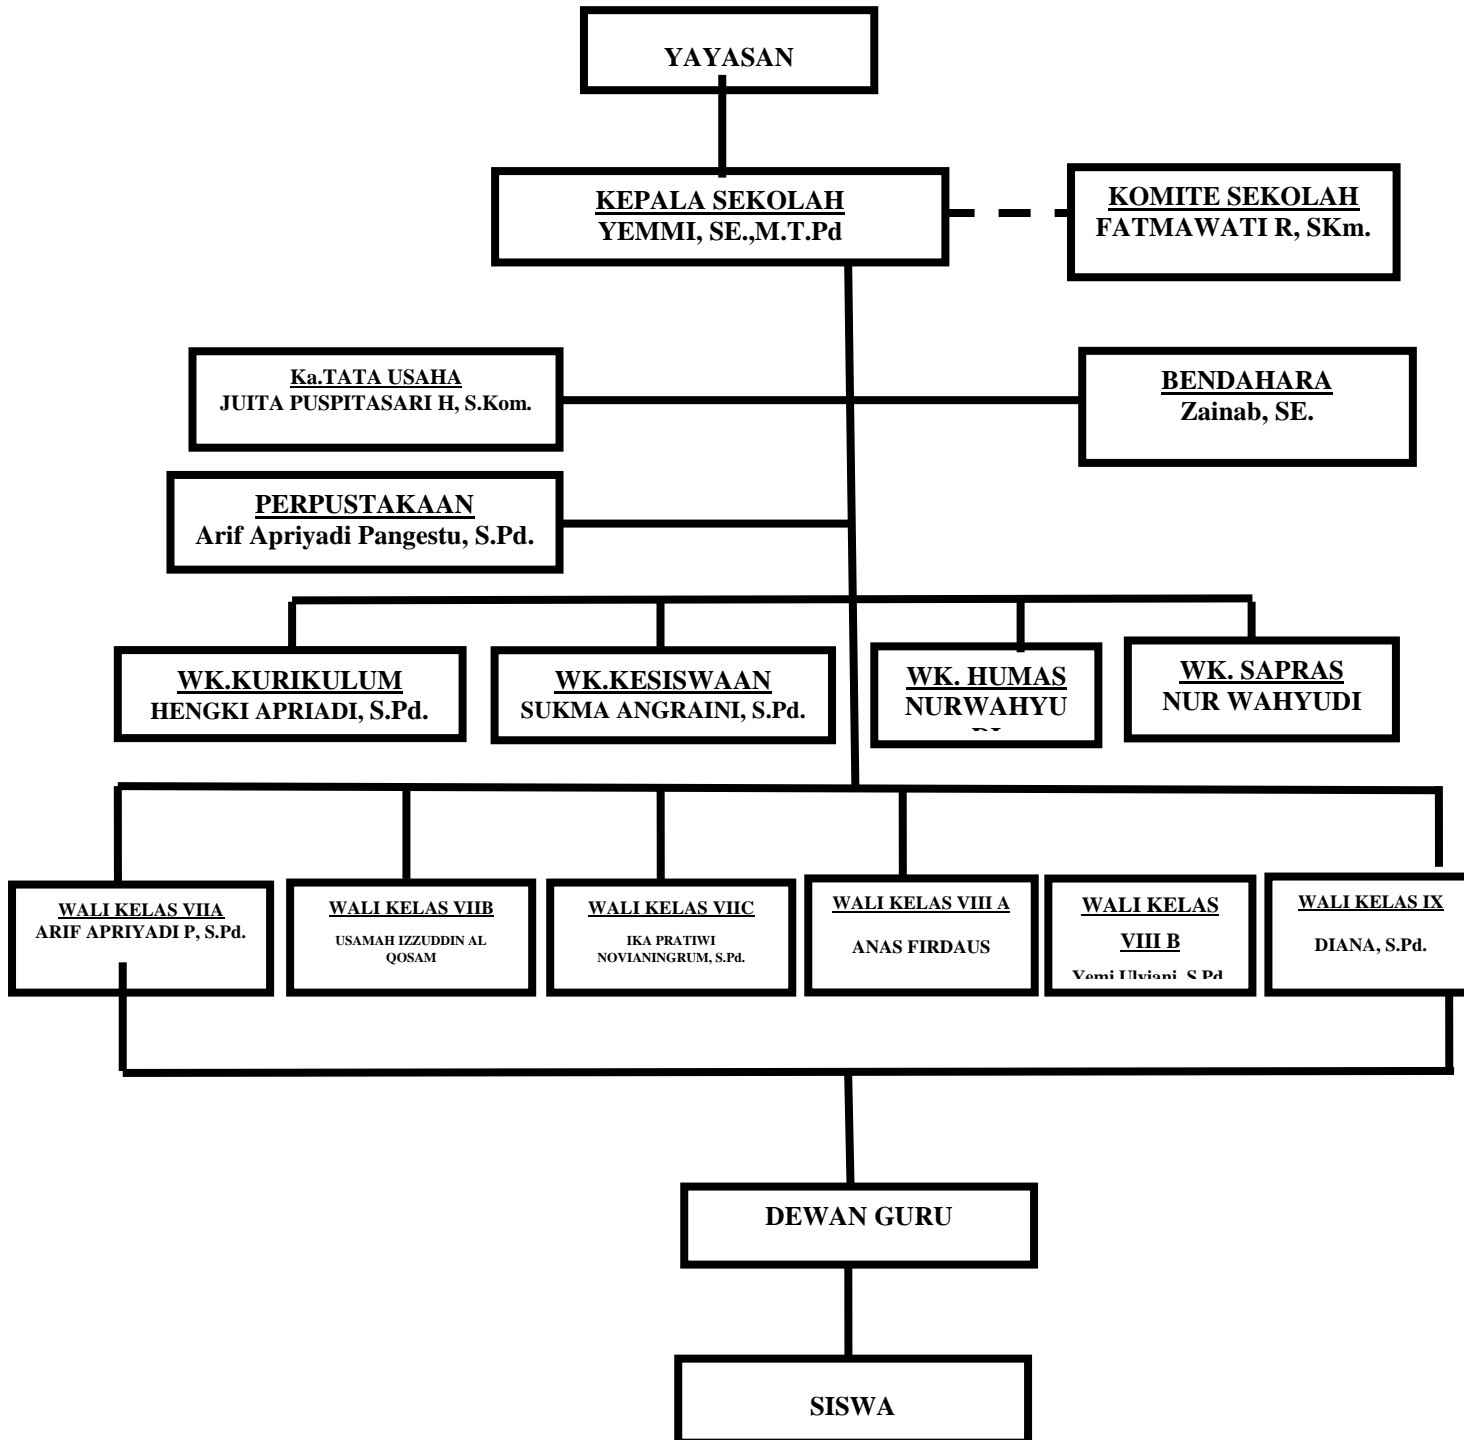 YAYASAN
KEPALA SEKOLAH
YEMMI, SE.,M.T.Pd
KOMITE SEKOLAH
FATMAWATI R, SKm.
Ka.TATA USAHA
JUITA PUSPITASARI H, S.Kom.
BENDAHARA
Zainab, SE.
PERPUSTAKAAN
Arif Apriyadi Pangestu, S.Pd.
WK.KURIKULUM
HENGKI APRIADI, S.Pd.
WK.KESISWAAN
SUKMA ANGRAINI, S.Pd.
WK. HUMAS
NURWAHYU
WK. SAPRAS
NUR WAHYUDI
WALI KELAS VIIA
ARIF APRIYADI P, S.Pd.
WALI KELAS VIIB
USAMAH IZZUDDIN AL
QOSAM
WALI KELAS VIIC
IKA PRATIWI
NOVIANINGRUM, S.Pd.
WALI KELAS VIII A
ANAS FIRDAUS
WALI KELAS
VIII B
Yemi Ulviani, S.Pd
WALI KELAS IX
DIANA, S.Pd.
DEWAN GURU
SISWA